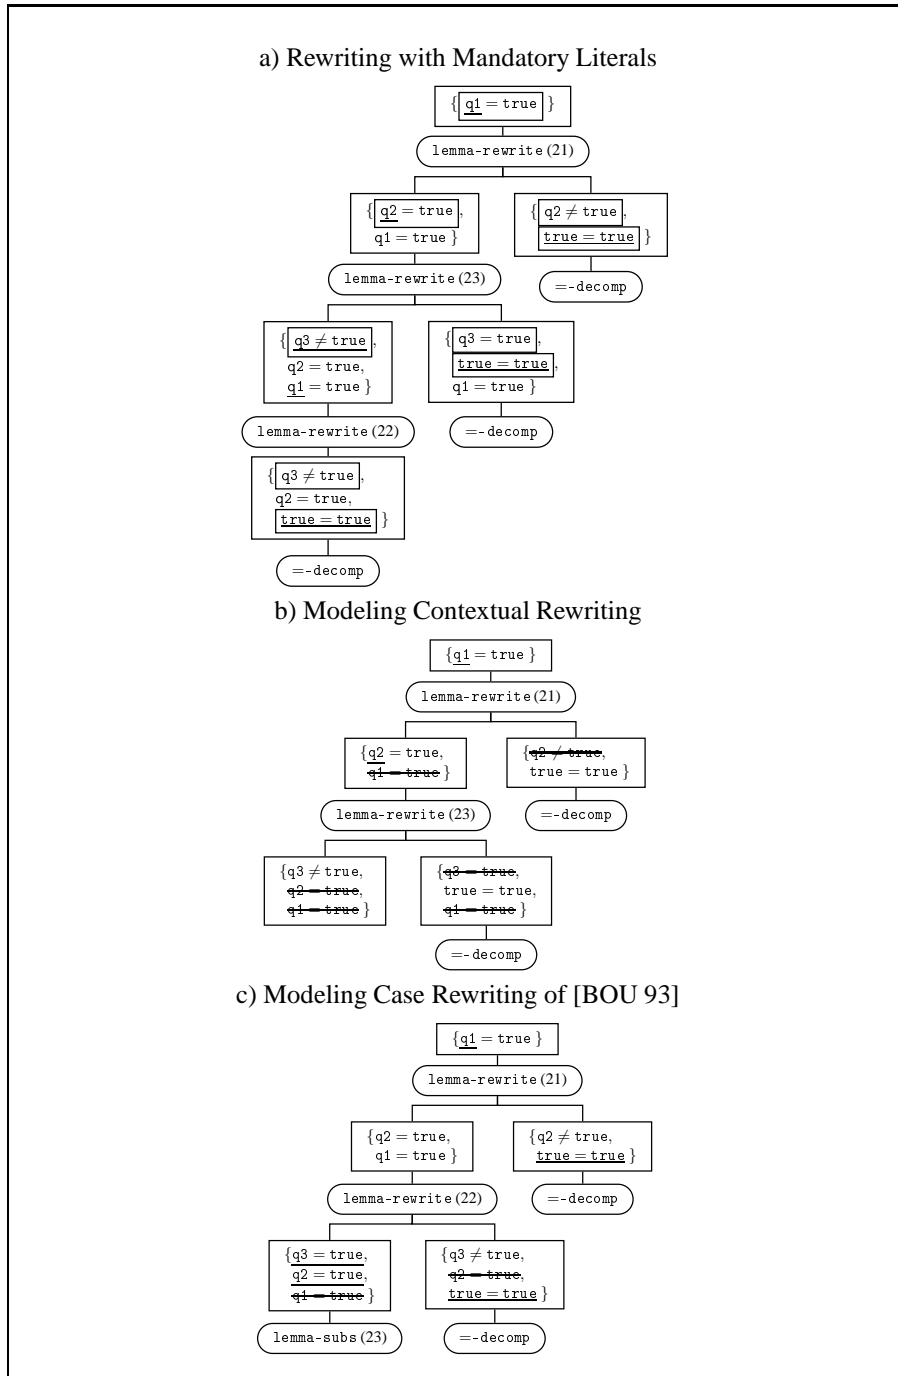 a) Rewriting with Mandatory Literals
{ q1 = true }
lemma-rewrite (21)
{ q2 = true , { q2 ≠ true ,
q1 = true } true = true }
lemma-rewrite (23) =-decomp
{ q3 ≠ true , { q3 = true ,
q2 = true, true = true ,
q1 = true } q1 = true }
lemma-rewrite (22) =-decomp
{ q3 ≠ true ,
q2 = true,
true = true }
=-decomp
b) Modeling Contextual Rewriting
{q1 = true }
lemma-rewrite (21)
{q2 = true, {q2 ≠ true,
q1 = true } true = true }
lemma-rewrite (23) =-decomp
{q3 ≠ true, {q3 = true,
q2 = true, true = true,
q1 = true } q1 = true }
=-decomp
c) Modeling Case Rewriting of [BOU 93]
{q1 = true }
lemma-rewrite (21)
{q2 = true, {q2 ≠ true,
q1 = true } true = true }
lemma-rewrite (22) =-decomp
{q3 = true, {q3 ≠ true,
q2 = true, q2 = true,
q1 = true } true = true }
lemma-subs (23) =-decomp